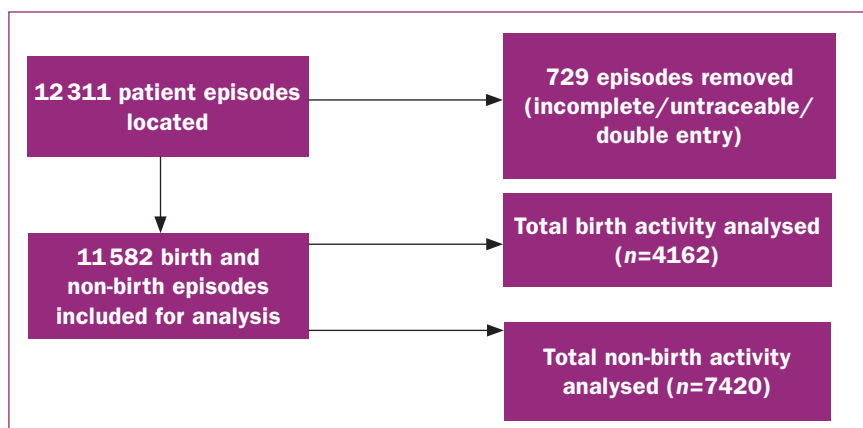 12 311 patient episodes
located
729 episodes removed
(incomplete/untraceable/
double entry)
11 582 birth and
non-birth episodes
included for analysis
Total birth activity analysed
(n=4162)
Total non-birth activity
analysed (n=7420)